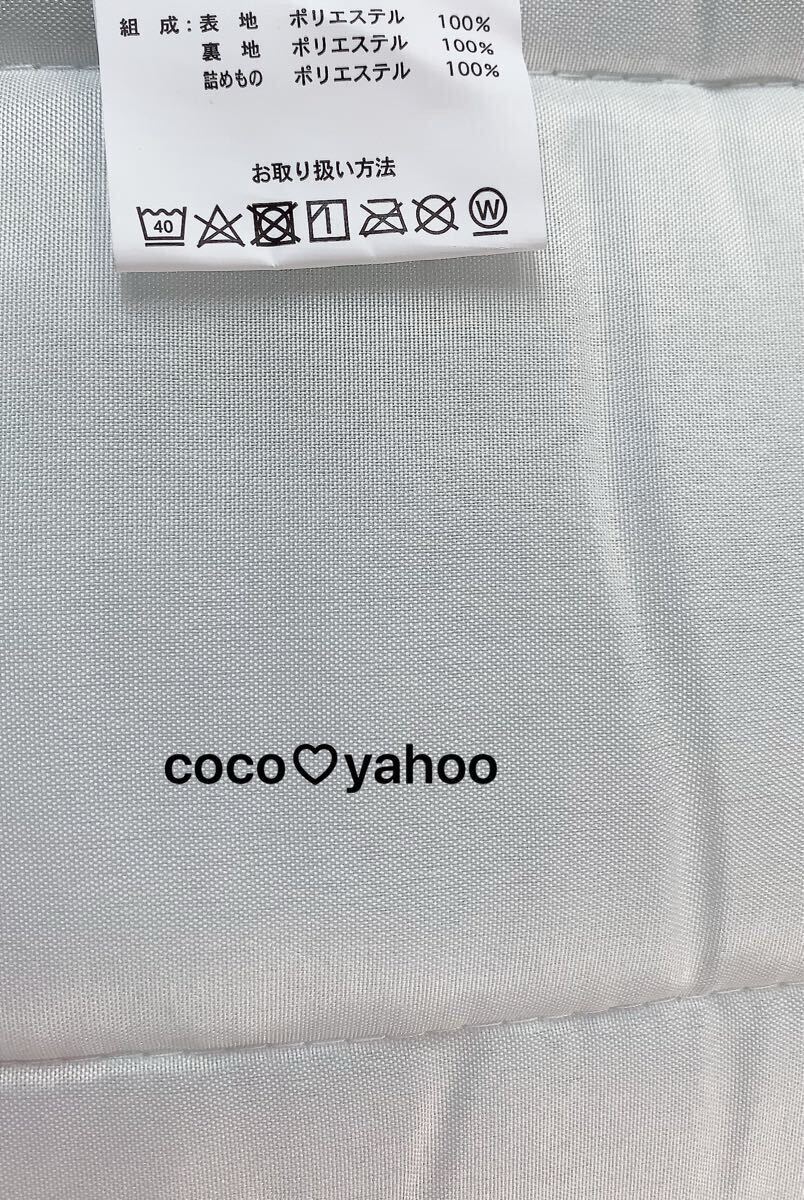 組 成：表 地 ポリエステル 100%
裏 地 ポリエステル 100%
詰めもの ポリエステル 100%
お取り扱い方法
40
W
coco♡yahoo